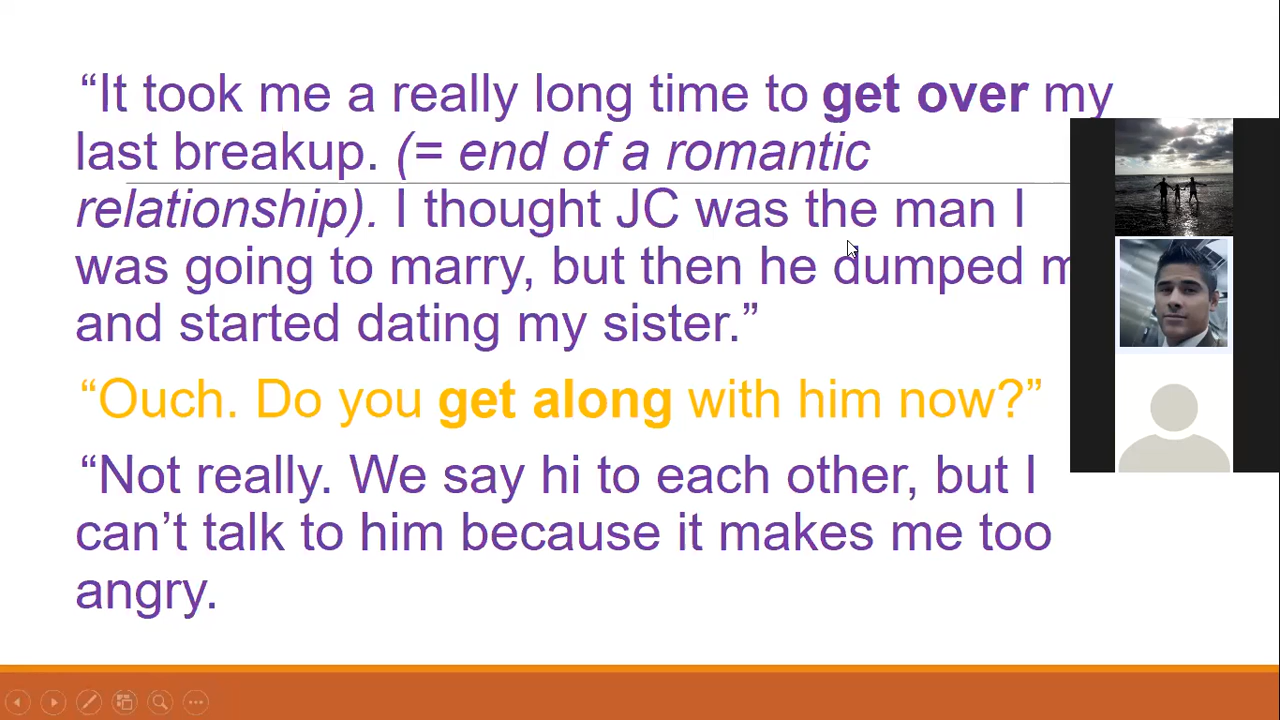 “It took me a really long time to get over my
last breakup. (= end of a romantic
relationship). I thought JC was the man I
was going to marry, but then he dumped
and started dating my sister.”
“Ouch. Do you get along with him now?”
“Not really. We say hi to each other, but I
can’t talk to him because it makes me too
angry.